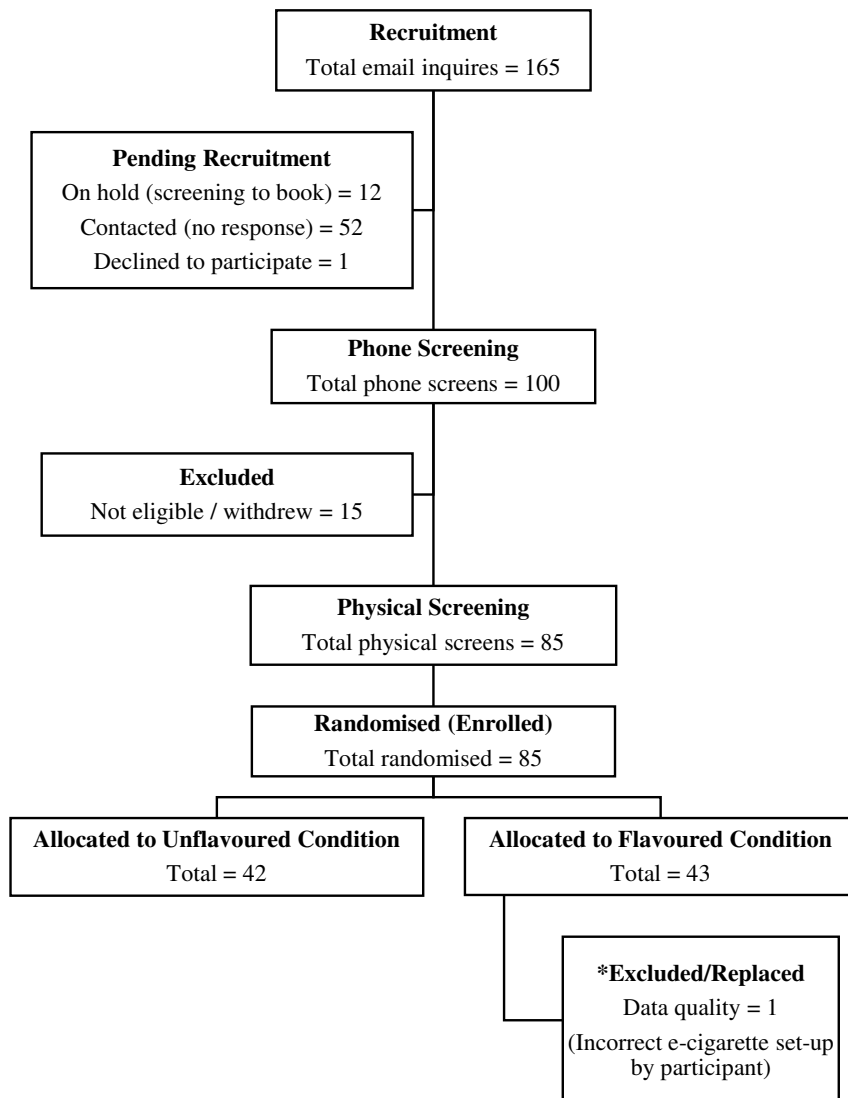 Recruitment
Total email inquires = 165
Pending Recruitment
On hold (screening to book) = 12
Contacted (no response) = 52
Declined to participate = 1
Phone Screening
Total phone screens = 100
Excluded
Not eligible / withdrew = 15
Physical Screening
Total physical screens = 85
Randomised (Enrolled)
Total randomised = 85
Allocated to Unflavoured Condition
Total = 42
Allocated to Flavoured Condition
Total = 43
*Excluded/Replaced
Data quality = 1
(Incorrect e-cigarette set-up
by participant)